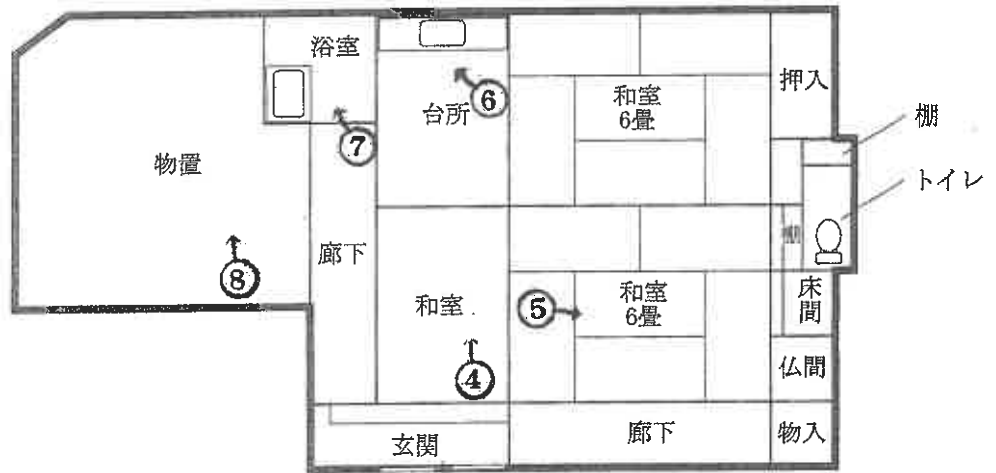 浴室
押入
⑥
和室
6畳
台所
棚
⑦
物置
トイレ
廊下
⑧
和室
⑤
和室
6畳
床間
④
仏間
玄関
廊下
物入